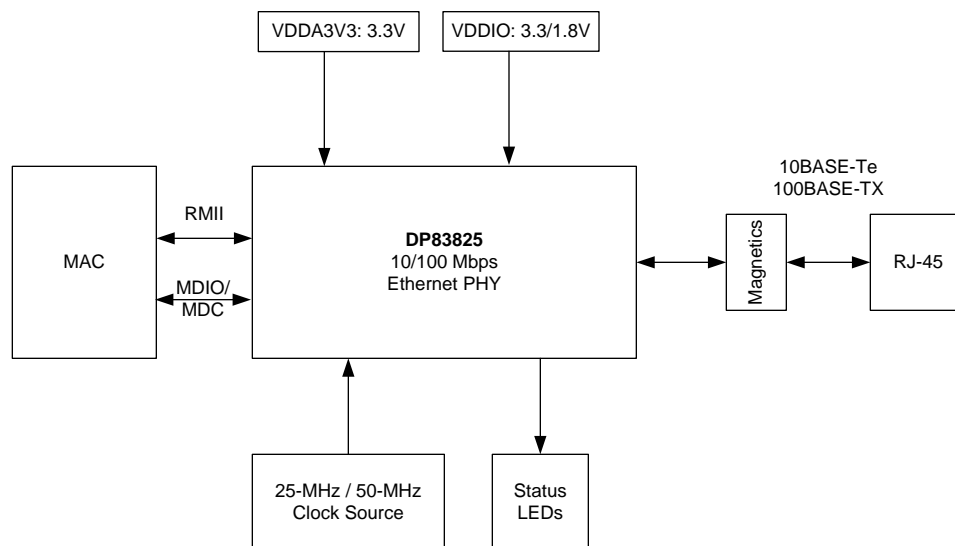 VDDA3V3: 3.3V
VDDIO: 3.3/1.8V
10BASE-Te
100BASE-TX
RMII
MAC
MDIO/
MDC
DP83825
10/100 Mbps
Ethernet PHY
Magnetics
RJ-45
25-MHz / 50-MHz
Clock Source
Status
LEDs